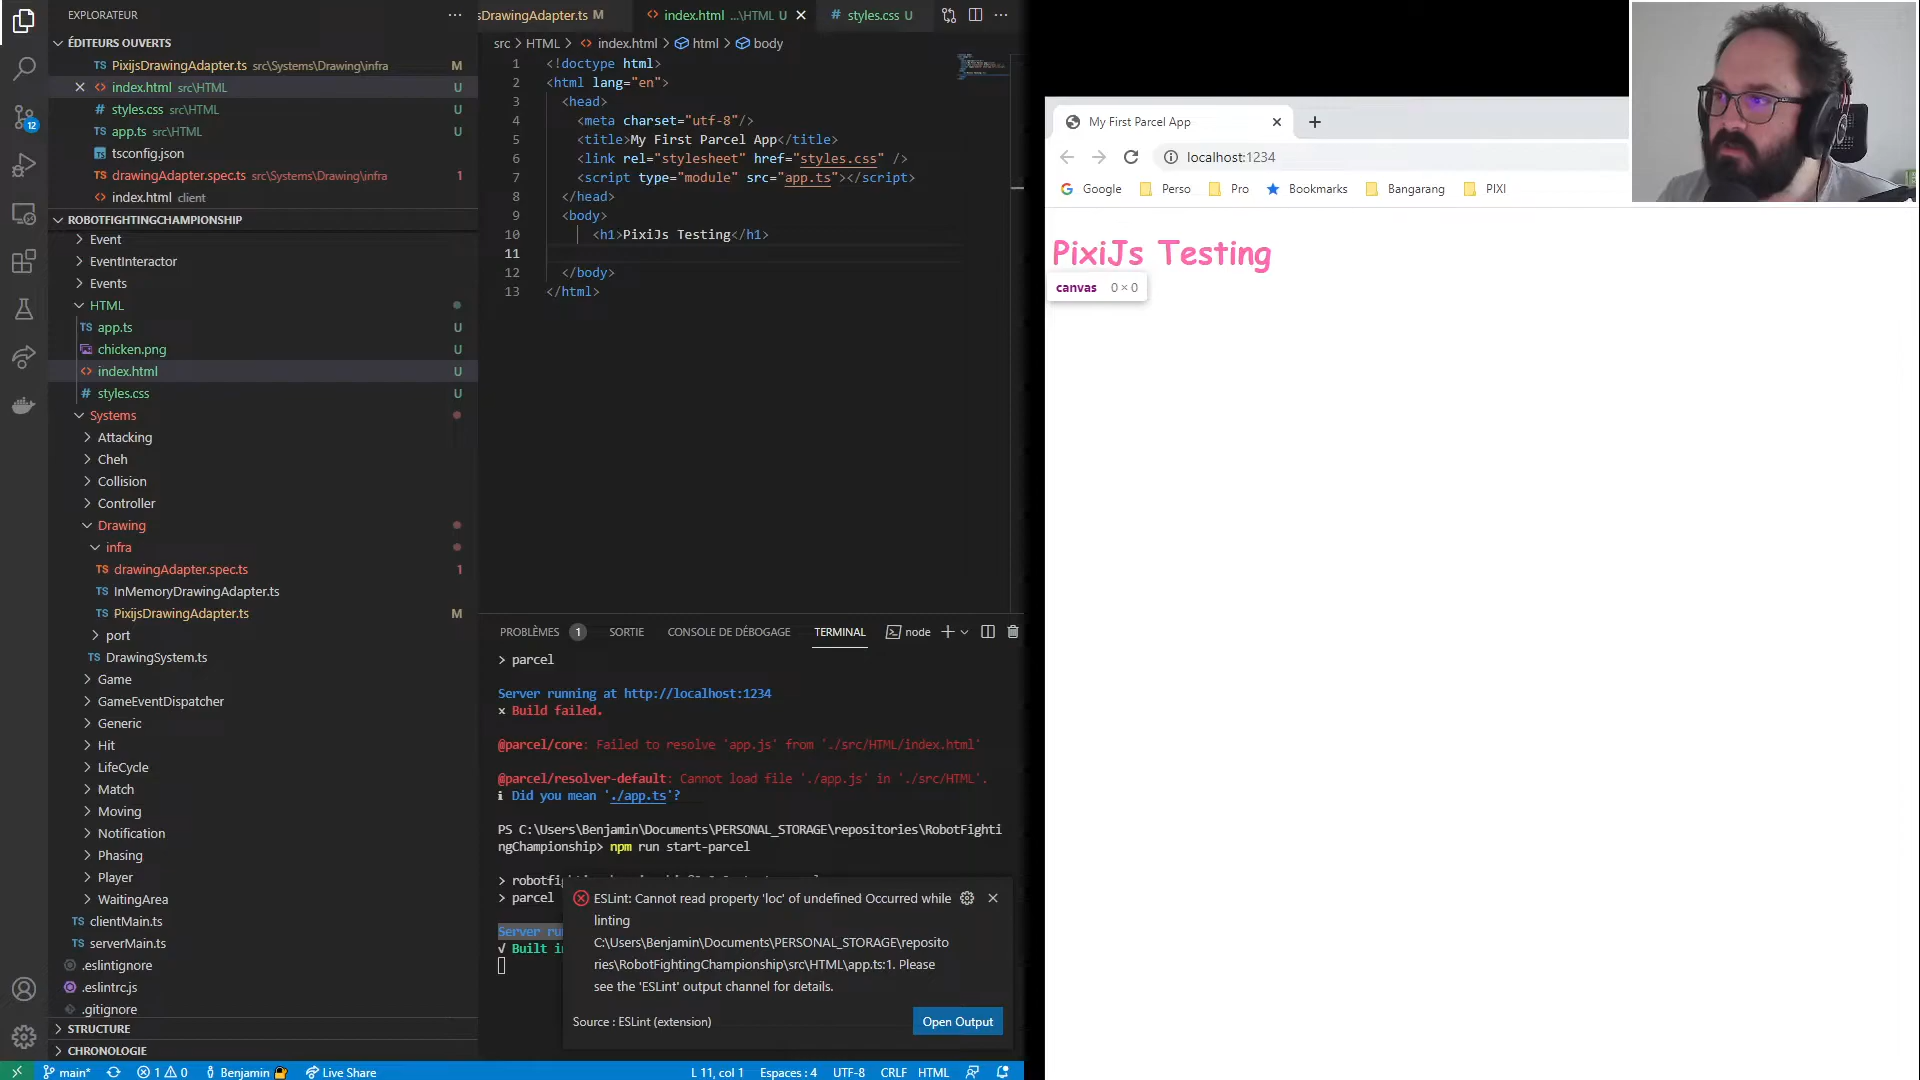 EXPLORATEUR
ÉDITEURS OUVERTS
PixijsDrawingAdapter.ts src\Systems\Drawing\infra M
index.html src\HTML U
styles.css src\HTML U
app.ts src\HTML U
tsconfig.json
drawingAdapter.spec.ts src\Systems\Drawing\infra 1
index.html client
ROBOTFIGHTINGCHAMPIONSHIP
Event
EventInteractor
Events
HTML
app.ts U
chicken.png U
index.html U
styles.css U
Systems
Attacking
Cheh
Collision
Controller
Drawing
infra
drawingAdapter.spec.ts 1
InMemoryDrawingAdapter.ts
PixijsDrawingAdapter.ts M
port
DrawingSystem.ts
Game
GameEventDispatcher
Generic
Hit
LifeCycle
Match
Moving
Notification
Phasing
Player
WaitingArea
clientMain.ts
serverMain.ts
.eslintignore
.eslintrc.js
.gitignore
STRUCTURE
CHRONOLOGIE
12
sDrawingAdapter.ts M
index.html ...\HTML U
styles.css U
src > HTML > index.html > html > body
1 <!doctype html>
2 <html lang="en">
3 <head>
4 <meta charset="utf-8"/>
5 <title>My First Parcel App</title>
6 <link rel="stylesheet" href="styles.css" />
7 <script type="module" src="app.ts"></script>
8 </head>
9 <body>
10 <h1>PixiJs Testing</h1>
11
12 </body>
13 </html>
PROBLÈMES 1 SORTIE CONSOLE DE DÉBOGAGE TERMINAL node
> parcel
Server running at http://localhost:1234
× Build failed.
@parcel/core: Failed to resolve 'app.js' from './src/HTML/index.html'
@parcel/resolver-default: Cannot load file './app.js' in './src/HTML'.
i Did you mean './app.ts'?
PS C:\Users\Benjamin\Documents\PERSONAL_STORAGE\repositories\RobotFighti
ngChampionship> npm run start-parcel
> robotfi
> parcel
Server ru
√ Built i
ESLint: Cannot read property 'loc' of undefined Occurred while
linting
C:\Users\Benjamin\Documents\PERSONAL_STORAGE\reposito
ries\RobotFightingChampionship\src\HTML\app.ts:1. Please
see the 'ESLint' output channel for details.
Source : ESLint (extension)
Open Output
main* 1 0 Benjamin Live Share
L 11, col 1 Espaces : 4 UTF-8 CRLF HTML
My First Parcel App
localhost:1234
Google Perso Pro Bookmarks Bangarang PIXI
PixiJs Testing
canvas 0 × 0